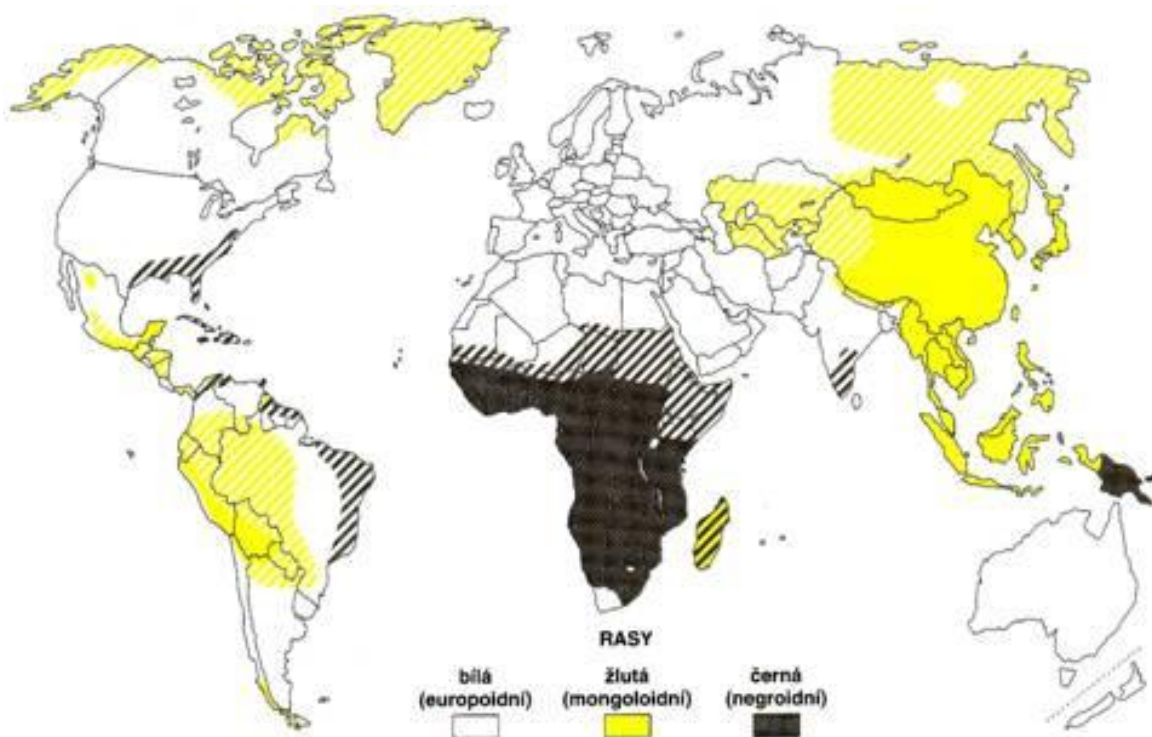 RASY
bílá
(europoidní)
žlutá
(mongoloidní)
černá
(negroidní)